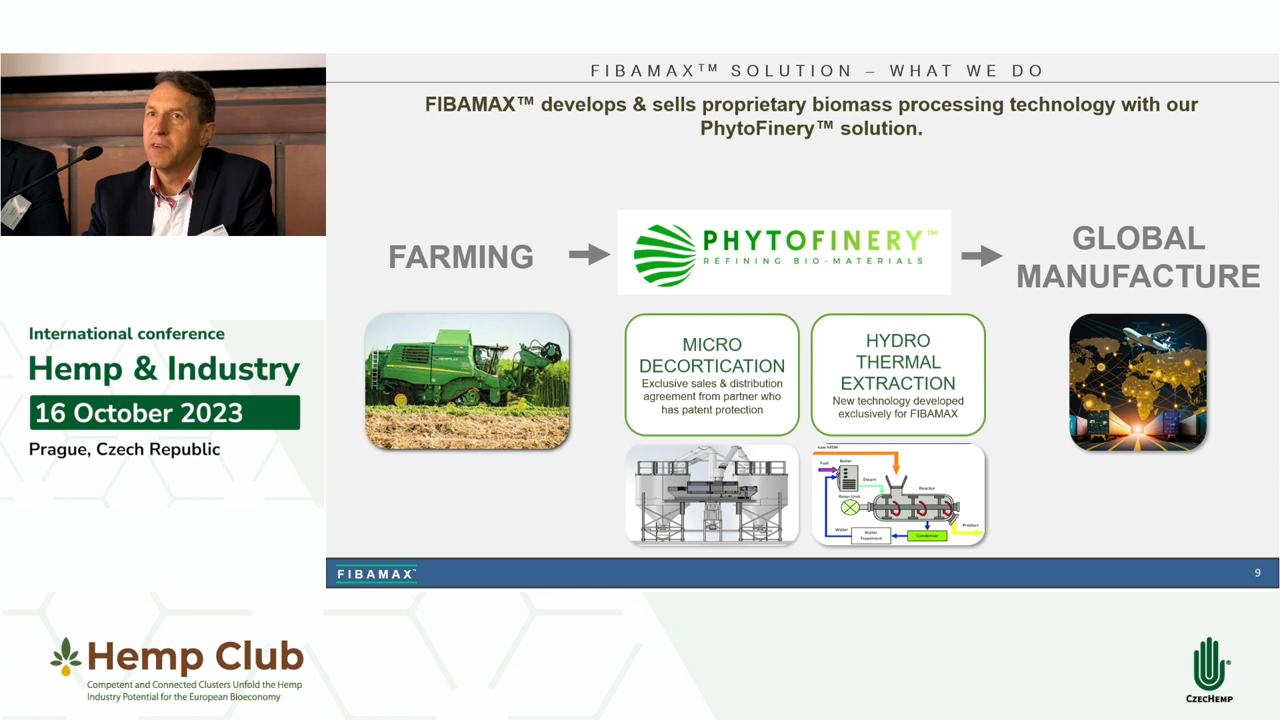 FIBAMAX™ SOLUTION – WHAT WE DO
FIBAMAX™ develops & sells proprietary biomass processing technology with our
PhytoFinery™ solution.
FARMING
PHYTOFINERY™
REFINING BIO-MATERIALS
GLOBAL
MANUFACTURE
MICRO
DECORTICATION
Exclusive sales & distribution
agreement from partner who
has patent protection
HYDRO
THERMAL
EXTRACTION
New technology developed
exclusively for FIBAMAX
Fuel
Boiler
Steam
Reactor
Water
Water
Treatment
Condenser
Product
FIBAMAX™
9
International conference
Hemp & Industry
16 October 2023
Prague, Czech Republic
Hemp Club
Competent and Connected Clusters Unfold the Hemp
Industry Potential for the European Bioeconomy
CZECHEMP